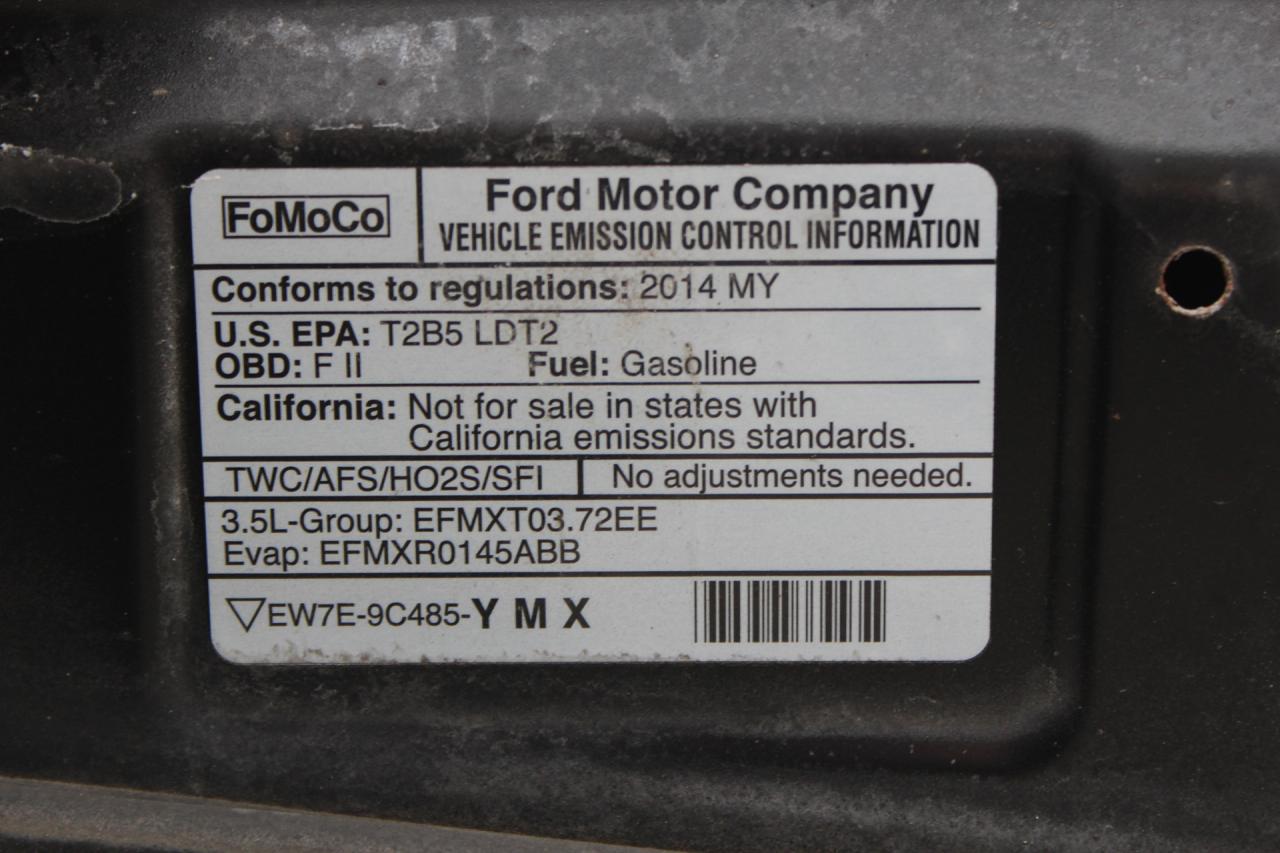 FoMoCo
Ford Motor Company
VEHiCLE EMISSION CONTROL INFORMATION
Conforms to regulations: 2014 MY
U.S. EPA: T2B5 LDT2
OBD: F II Fuel: Gasoline
California: Not for sale in states with
California emissions standards.
TWC/AFS/HO2S/SFI No adjustments needed.
3.5L-Group: EFMXT03.72EE
Evap: EFMXR0145ABB
▽EW7E-9C485-Y M X